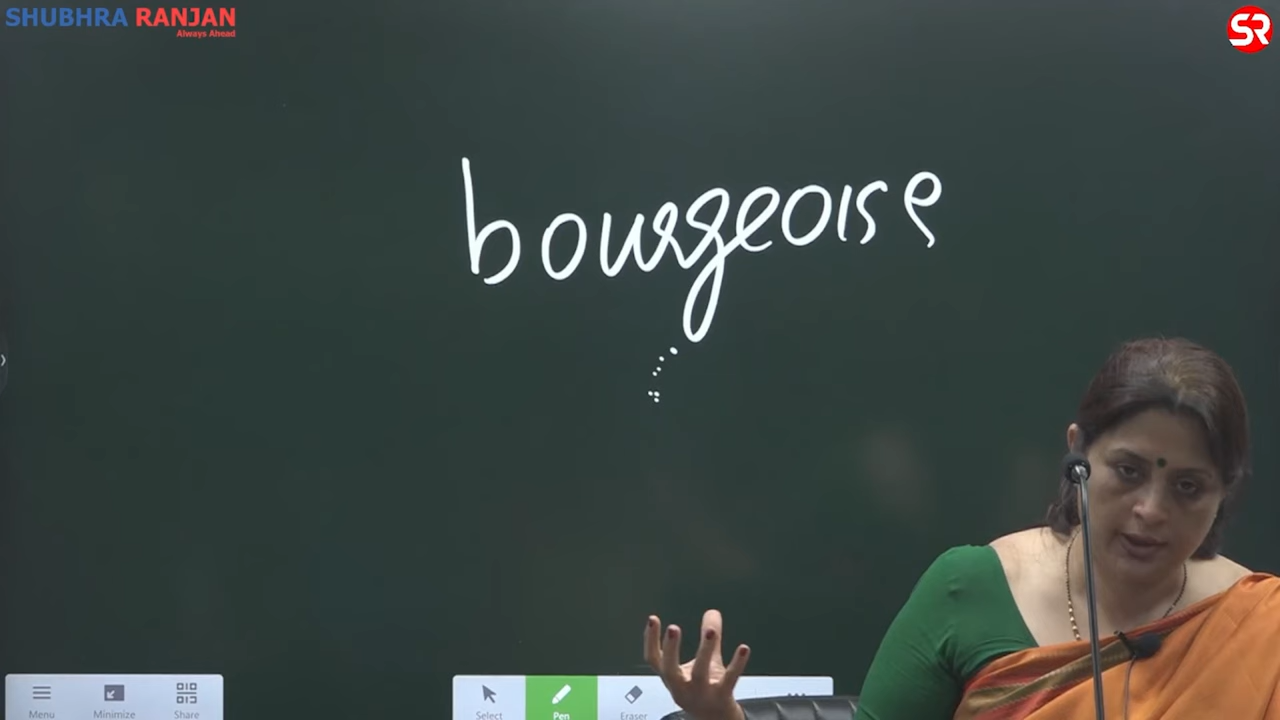 SHUBHRA RANJAN
Always Ahead
SR
bourgeoise
Menu
Minimize
Share
Select
Pen
Eraser